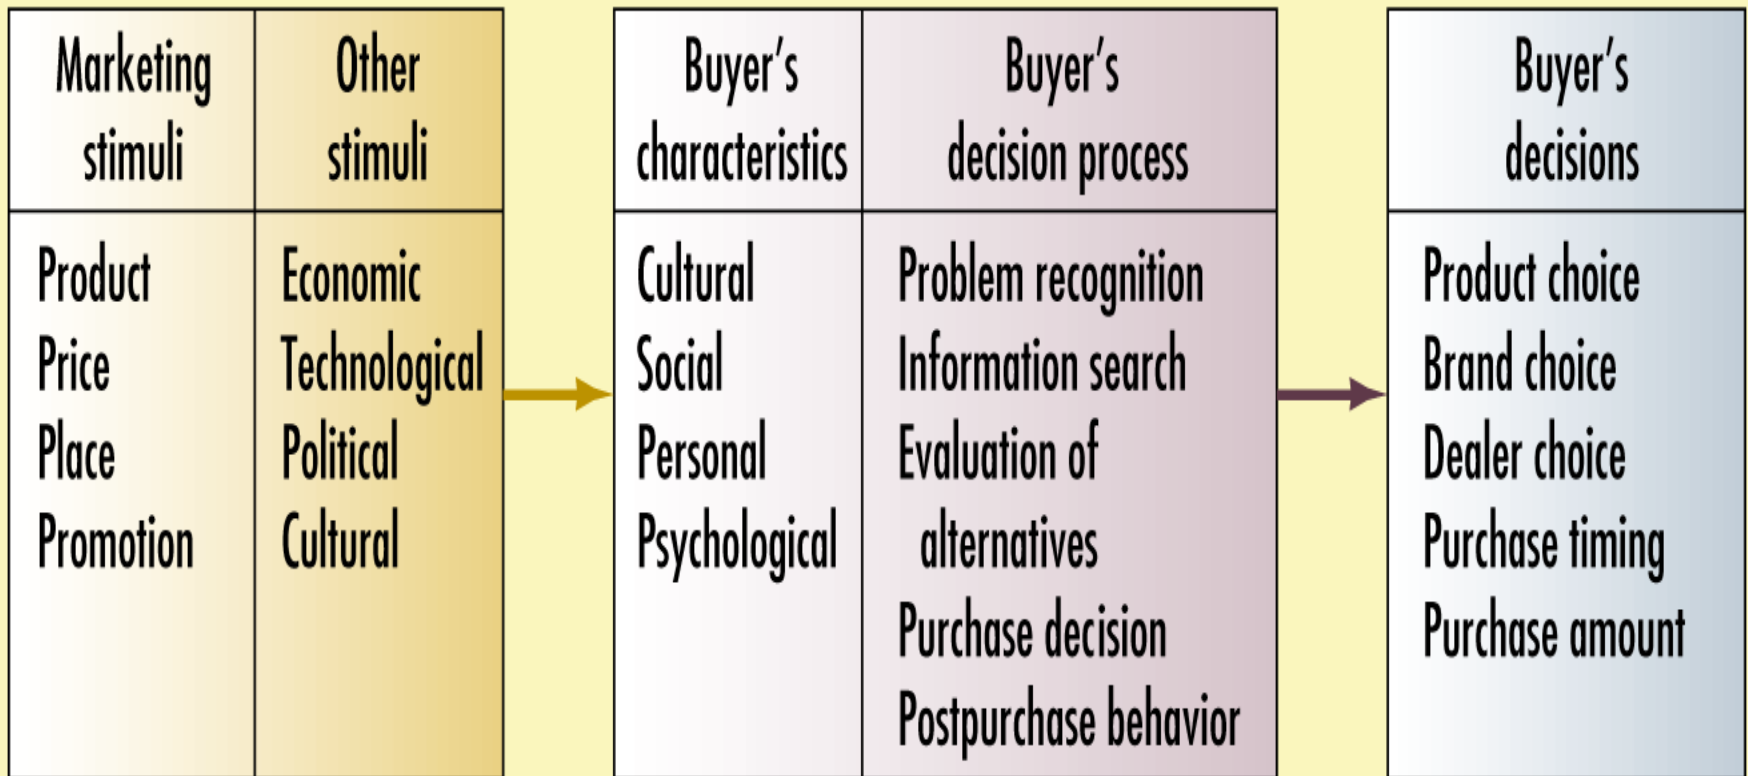 Marketing
stimuli
Product
Price
Place
Promotion
Other
stimuli
Economic
Technological
Political
Cultural
Buyer’s
characteristics
Cultural
Social
Personal
Psychological
Buyer’s
decision process
Problem recognition
Information search
Evaluation of
alternatives
Purchase decision
Postpurchase behavior
Buyer’s
decisions
Product choice
Brand choice
Dealer choice
Purchase timing
Purchase amount